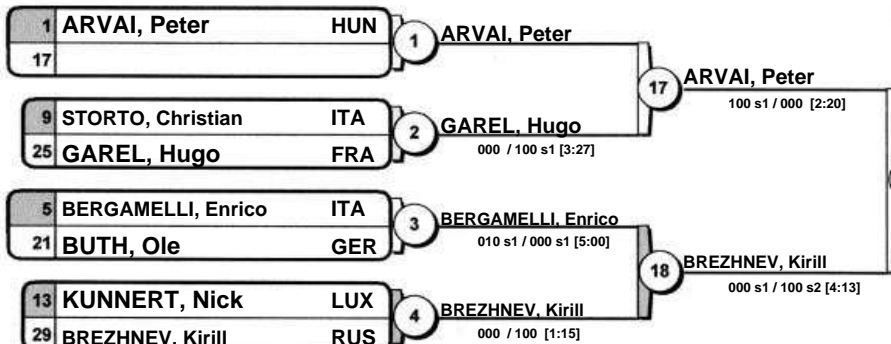 1 ARVAI, Peter HUN
17
1 ARVAI, Peter
9 STORTO, Christian ITA
25 GAREL, Hugo FRA
2 GAREL, Hugo
000 / 100 s1 [3:27]
17 ARVAI, Peter
100 s1 / 000 [2:20]
5 BERGAMELLI, Enrico ITA
21 BUTH, Ole GER
3 BERGAMELLI, Enrico
010 s1 / 000 s1 [5:00]
13 KUNNERT, Nick LUX
29 BREZHNEV, Kirill RUS
4 BREZHNEV, Kirill
000 / 100 [1:15]
18 BREZHNEV, Kirill
000 s1 / 100 s2 [4:13]